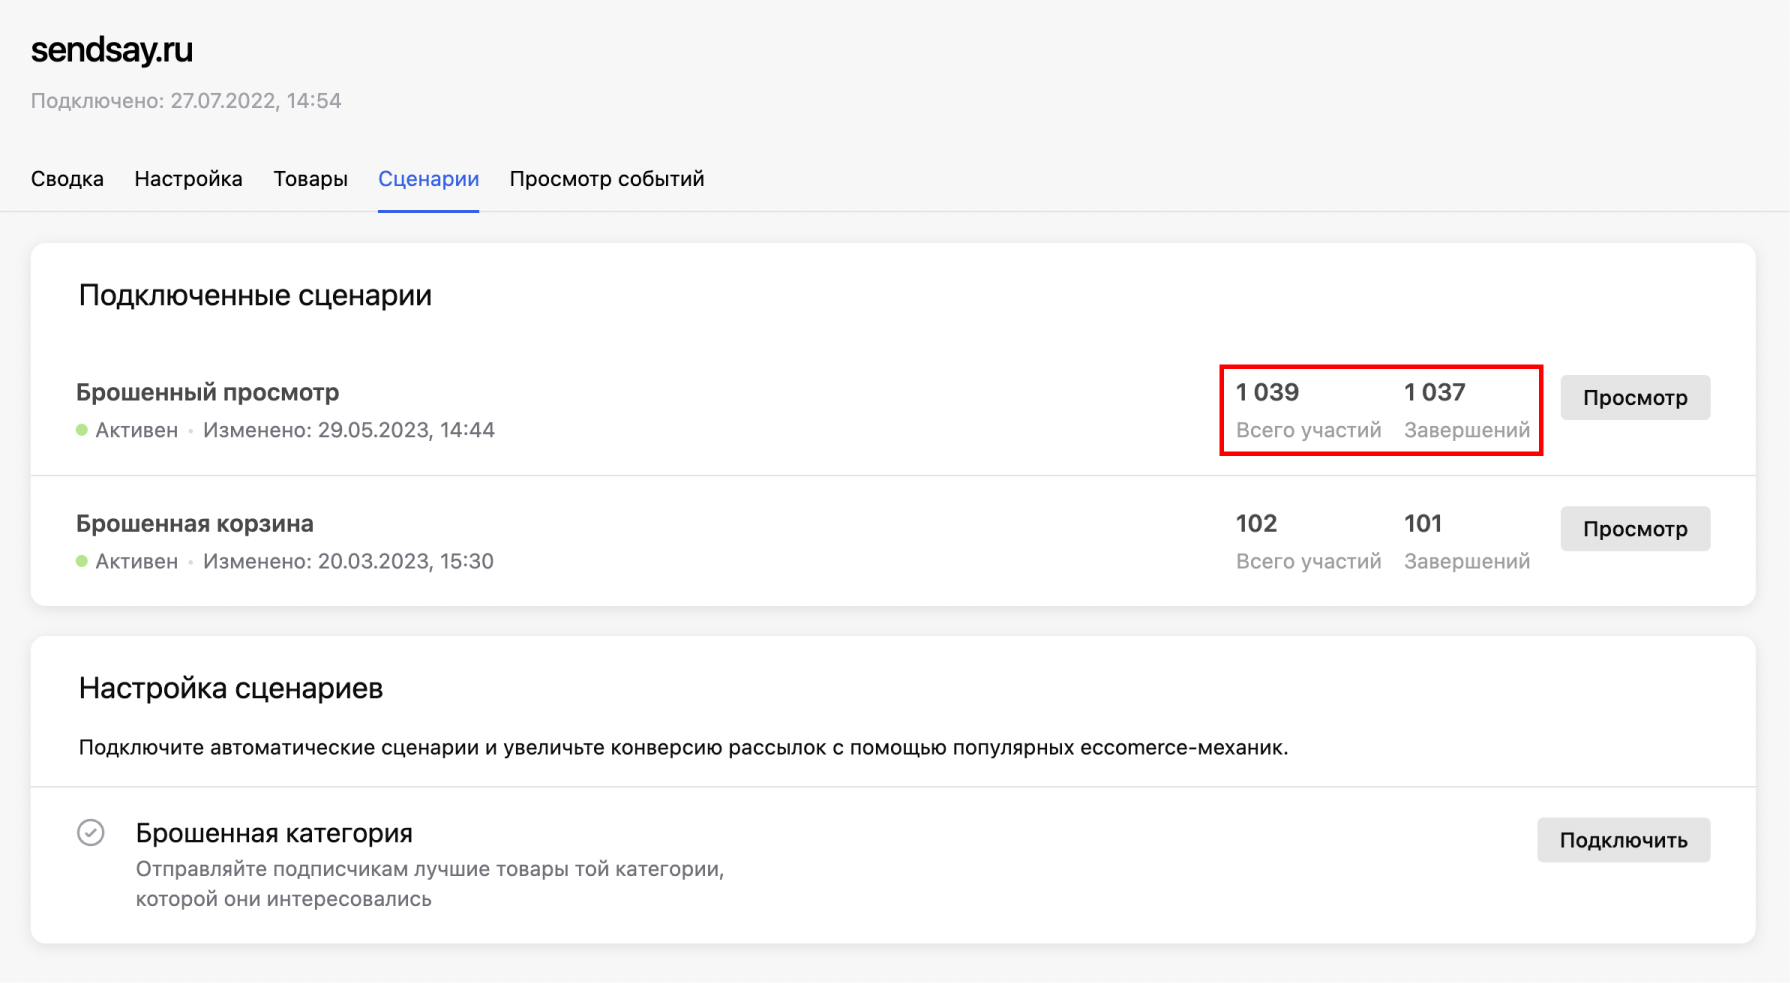 sendsay.ru
Подключено: 27.07.2022, 14:54
Сводка Настройка Товары Сценарии Просмотр событий
Подключенные сценарии
Брошенный просмотр 1 039 1 037 Просмотр
Активен • Изменено: 29.05.2023, 14:44 Всего участий Завершений
Брошенная корзина 102 101 Просмотр
Активен • Изменено: 20.03.2023, 15:30 Всего участий Завершений
Настройка сценариев
Подключите автоматические сценарии и увеличьте конверсию рассылок с помощью популярных eccomerce-механик.
Брошенная категория Подключить
Отправляйте подписчикам лучшие товары той категории,
которой они интересовались